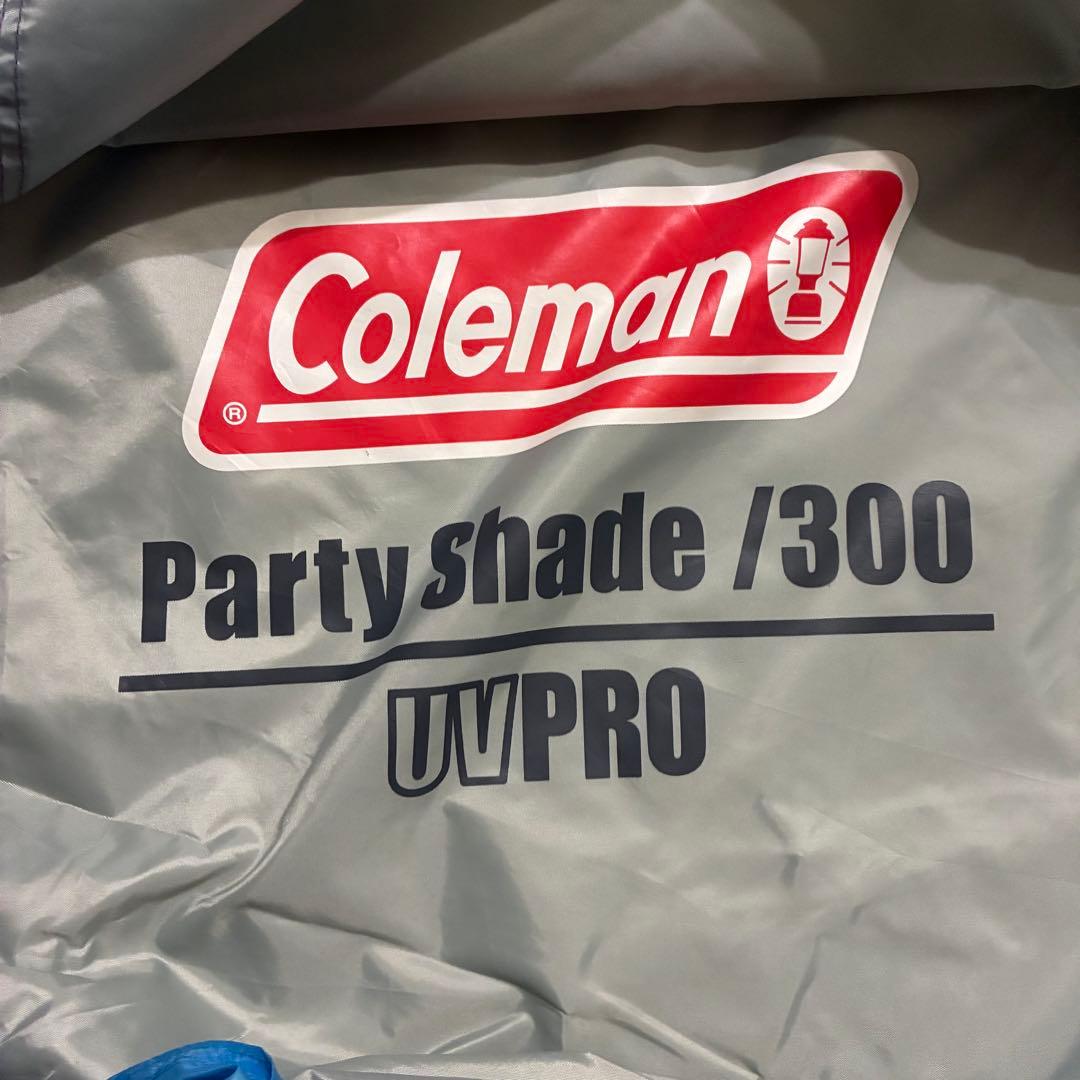 Coleman
®
Party shade /300
UVPRO